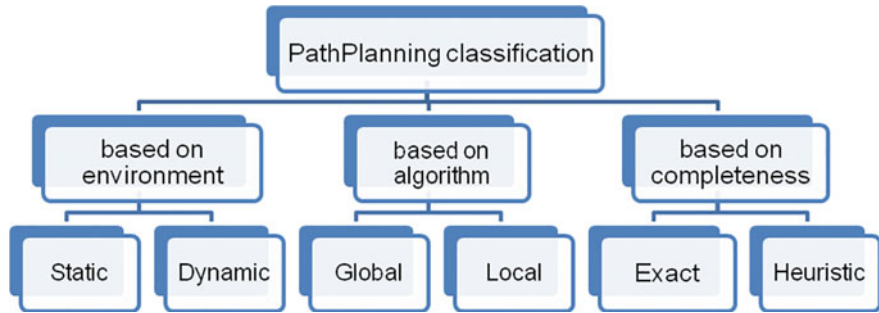 PathPlanning classification
based on
environment
based on
algorithm
based on
completeness
Static
Dynamic
Global
Local
Exact
Heuristic